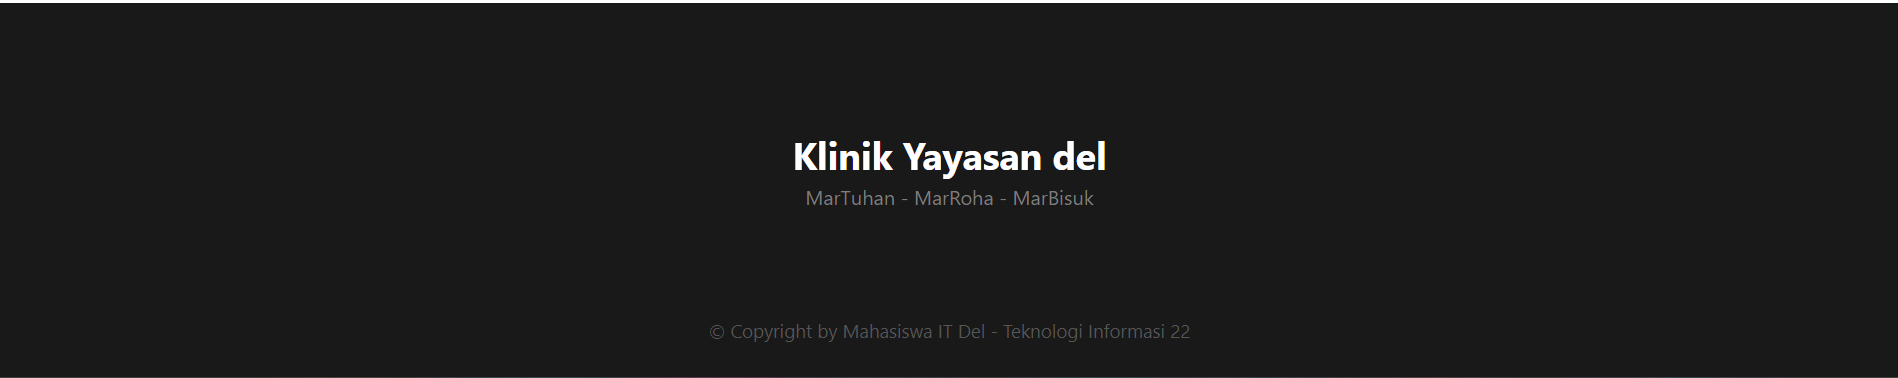 Klinik Yayasan del
MarTuhan - MarRoha - MarBisuk
© Copyright by Mahasiswa IT Del - Teknologi Informasi 22